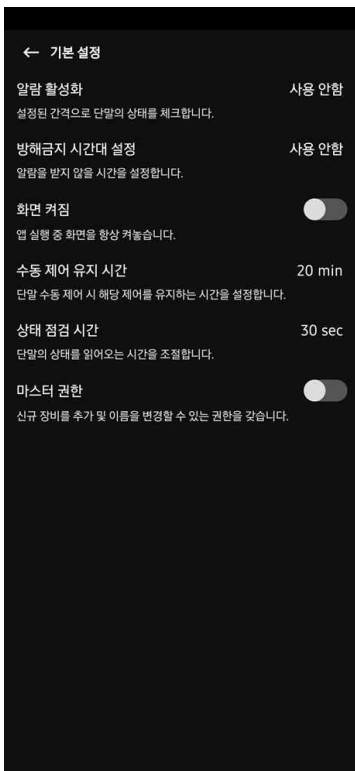 ← 기본 설정
알람 활성화 사용 안함
설정된 간격으로 단말의 상태를 체크합니다.
방해금지 시간대 설정 사용 안함
알람을 받지 않을 시간을 설정합니다.
화면 켜짐
앱 실행 중 화면을 항상 켜놓습니다.
수동 제어 유지 시간 20 min
단말 수동 제어 시 해당 제어를 유지하는 시간을 설정합니다.
상태 점검 시간 30 sec
단말의 상태를 읽어오는 시간을 조절합니다.
마스터 권한
신규 장비를 추가 및 이름을 변경할 수 있는 권한을 갖습니다.